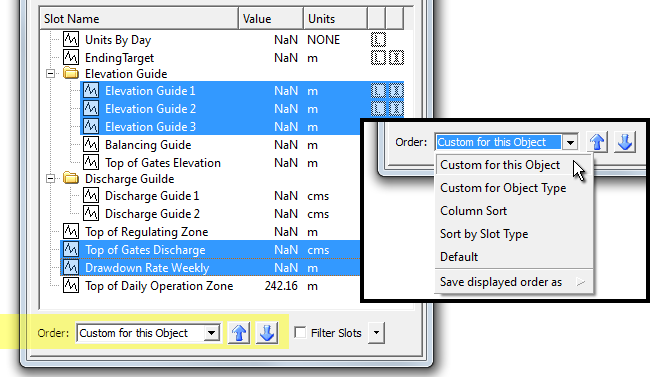 Slot Name Value Units
Units By Day NaN NONE L
EndingTarget NaN m L X
Elevation Guide
Elevation Guide 1 NaN m L X
Elevation Guide 2 NaN m L X
Elevation Guide 3 NaN m L X
Balancing Guide NaN m
Top of Gates Elevation NaN m
Discharge Guilde
Discharge Guide 1 NaN cms
Discharge Guide 2 NaN cms
Top of Regulating Zone NaN m
Top of Gates Discharge NaN cms
Drawdown Rate Weekly NaN m
Top of Daily Operation Zone 242.16 m
Order: Custom for this Object Filter Slots
Order: Custom for this Object
Custom for this Object
Custom for Object Type
Column Sort
Sort by Slot Type
Default
Save displayed order as